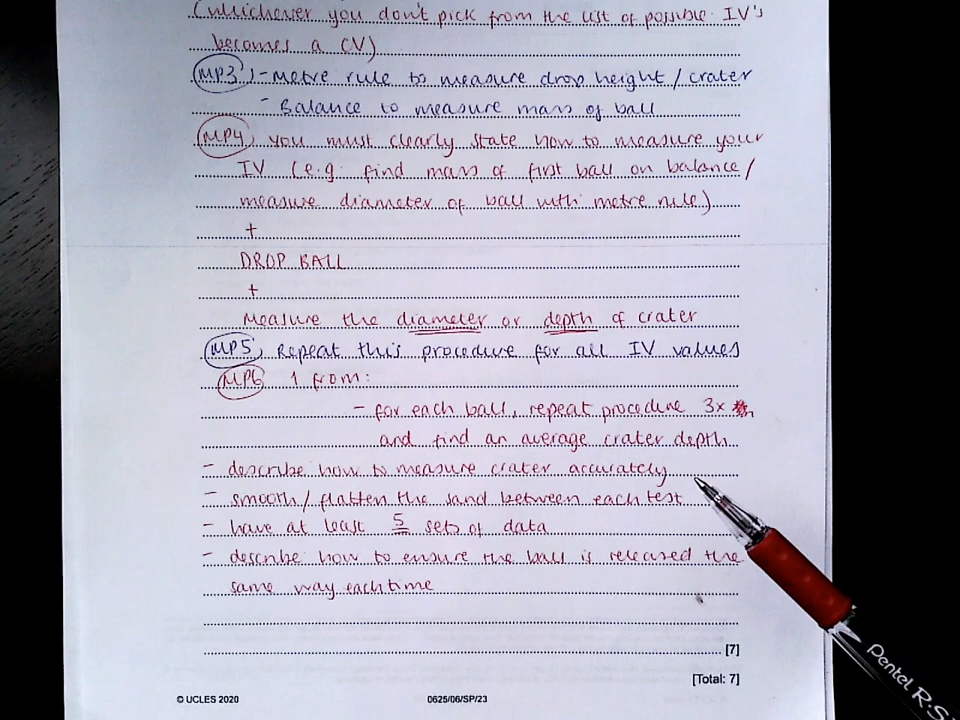 (whichever you don't pick from the list of possible IV's
becomes a CV)
MP3) - Metre rule to measure drop height / crater
- Balance to measure mass of ball
MP4) you must clearly state how to measure your
IV (e.g. find mass of first ball on balance/
measure diameter of ball with metre rule)
+
DROP BALL
+
Measure the diameter or depth of crater
MP5) Repeat this procedure for all IV values
MP6 1 from:
- for each ball, repeat procedure 3x
and find an average crater depth
- describe how to measure crater accurately
- smooth/flatten the sand between each test
- have at least 5 sets of data
- describe how to ensure the ball is released the
same way each time
[7]
[Total: 7]
© UCLES 2020 0625/06/SP/23
Pentel R.S